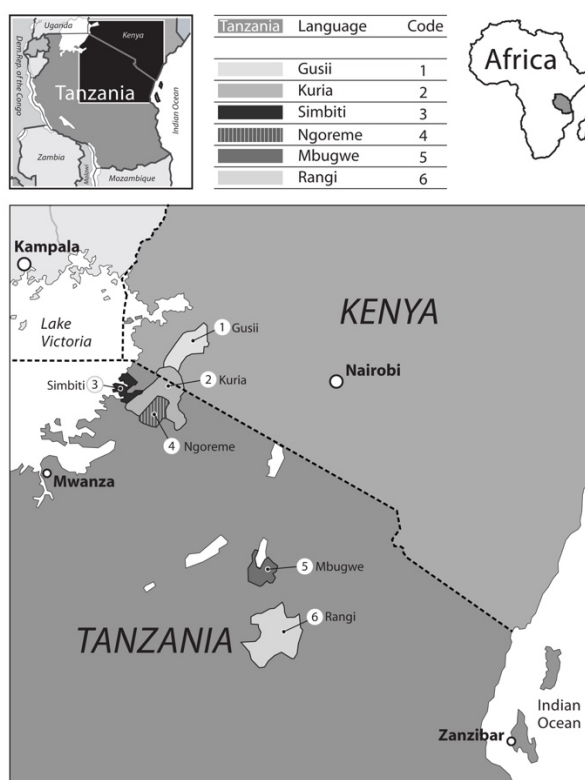 Uganda
Kenya
Dem.Rep. of the Congo
Tanzania
Indian Ocean
Zambia
Malawi
Mozambique
Tanzania Language Code
Gusii 1
Kuria 2
Simbiti 3
Ngoreme 4
Mbugwe 5
Rangi 6
Africa
Kampala
Lake
Victoria
KENYA
1 Gusii
Nairobi
Simbiti 3
2 Kuria
4 Ngoreme
Mwanza
5 Mbugwe
6 Rangi
TANZANIA
Indian
Ocean
Zanzibar